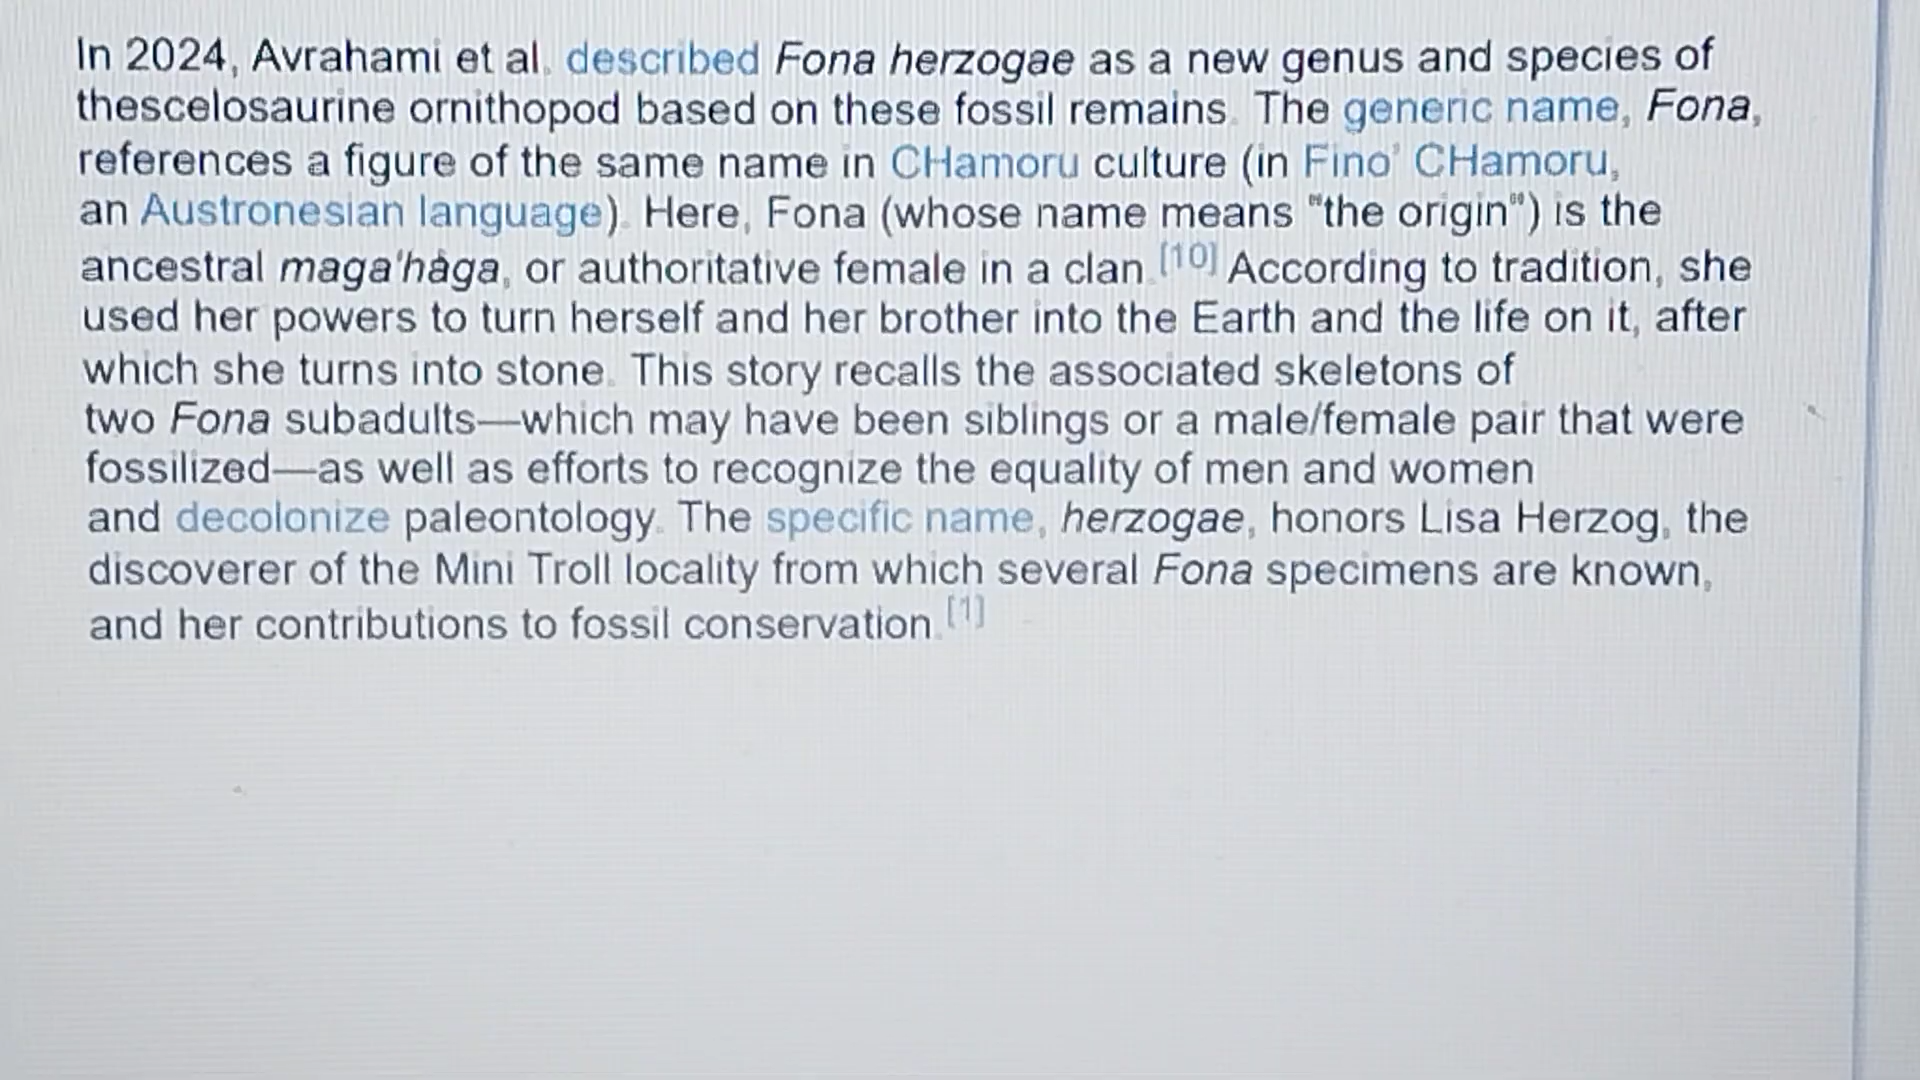 In 2024, Avrahami et al. described Fona herzogae as a new genus and species of
thescelosaurine ornithopod based on these fossil remains. The generic name, Fona,
references a figure of the same name in CHamoru culture (in Fino' CHamoru,
an Austronesian language). Here, Fona (whose name means "the origin") is the
ancestral maga'håga, or authoritative female in a clan.[10] According to tradition, she
used her powers to turn herself and her brother into the Earth and the life on it, after
which she turns into stone. This story recalls the associated skeletons of
two Fona subadults—which may have been siblings or a male/female pair that were
fossilized—as well as efforts to recognize the equality of men and women
and decolonize paleontology. The specific name, herzogae, honors Lisa Herzog, the
discoverer of the Mini Troll locality from which several Fona specimens are known,
and her contributions to fossil conservation.[1]